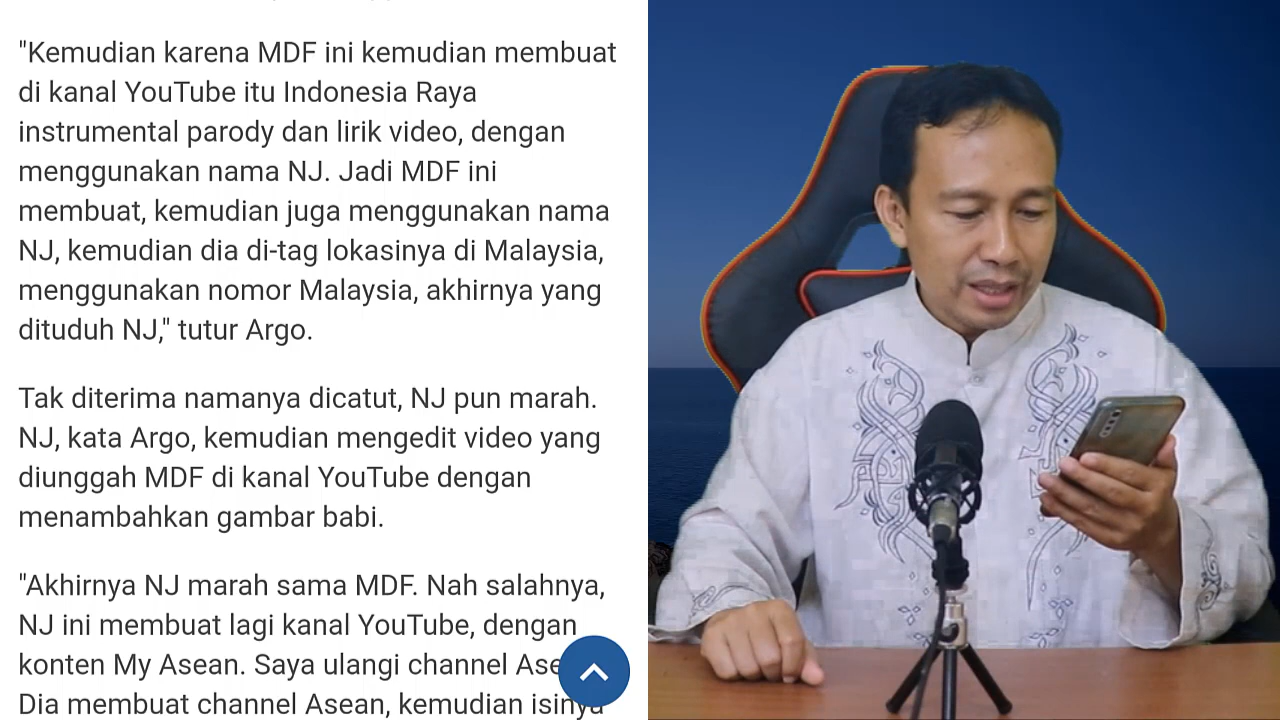 "Kemudian karena MDF ini kemudian membuat
di kanal YouTube itu Indonesia Raya
instrumental parody dan lirik video, dengan
menggunakan nama NJ. Jadi MDF ini
membuat, kemudian juga menggunakan nama
NJ, kemudian dia di-tag lokasinya di Malaysia,
menggunakan nomor Malaysia, akhirnya yang
dituduh NJ," tutur Argo.
Tak diterima namanya dicatut, NJ pun marah.
NJ, kata Argo, kemudian mengedit video yang
diunggah MDF di kanal YouTube dengan
menambahkan gambar babi.
"Akhirnya NJ marah sama MDF. Nah salahnya,
NJ ini membuat lagi kanal YouTube, dengan
konten My Asean. Saya ulangi channel
Dia membuat channel Asean, kemudian isinya